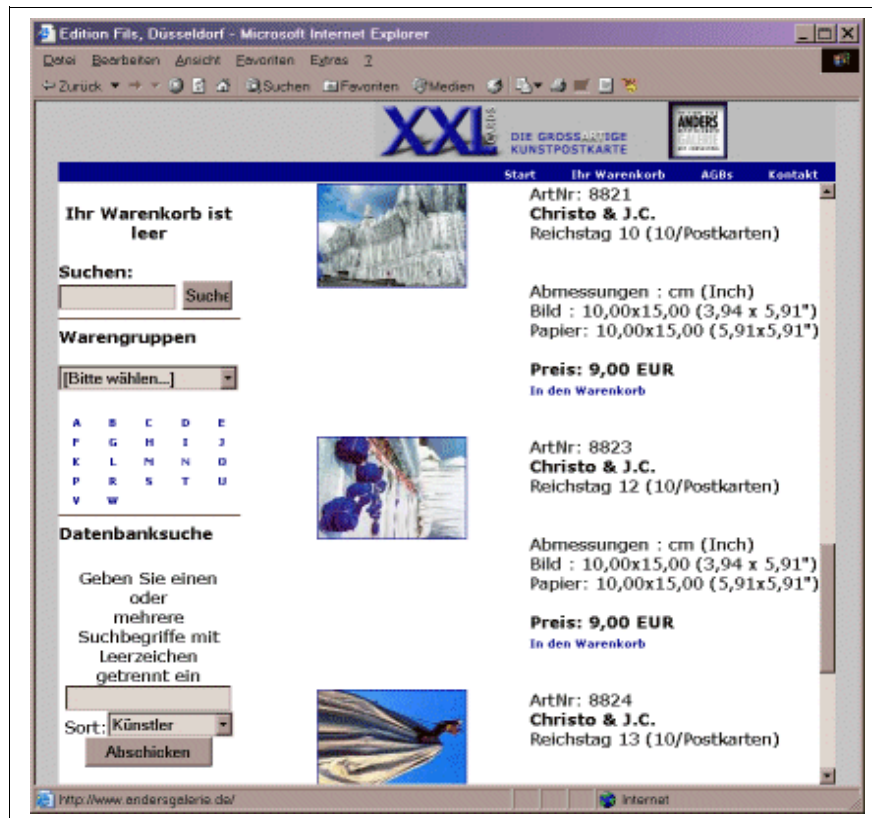 Edition Fils, Düsseldorf - Microsoft Internet Explorer
Datei Bearbeiten Ansicht Favoriten Extras ?
Zurück Suchen Favoriten Medien
XXL CARDS
DIE GROSSARTIGE
KUNSTPOSTKARTE
ANDERS
GALERIE
Start Ihr Warenkorb AGBs Kontakt
Ihr Warenkorb ist
leer
Suchen:
Suche
Warengruppen
[Bitte wählen...]
A B C D E
F G H I J
K L M N O
P R S T U
V W
Datenbanksuche
Geben Sie einen
oder
mehrere
Suchbegriffe mit
Leerzeichen
getrennt ein
Sort: Künstler
Abschicken
ArtNr: 8821
Christo & J.C.
Reichstag 10 (10/Postkarten)
Abmessungen : cm (Inch)
Bild : 10,00x15,00 (3,94 x 5,91")
Papier: 10,00x15,00 (5,91x5,91")
Preis: 9,00 EUR
In den Warenkorb
ArtNr: 8823
Christo & J.C.
Reichstag 12 (10/Postkarten)
Abmessungen : cm (Inch)
Bild : 10,00x15,00 (3,94 x 5,91")
Papier: 10,00x15,00 (5,91x5,91")
Preis: 9,00 EUR
In den Warenkorb
ArtNr: 8824
Christo & J.C.
Reichstag 13 (10/Postkarten)
http://www.andersgalerie.de/
Internet